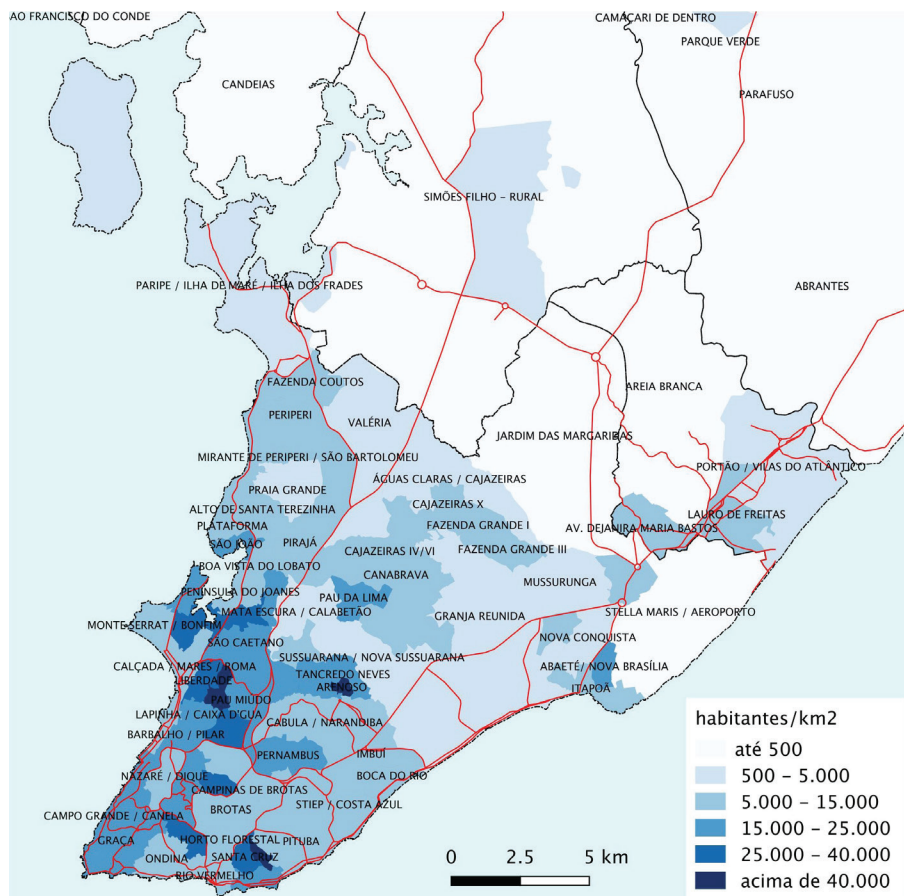 AO FRANCISCO DO CONDE
CAMAÇARI DE DENTRO
PARQUE VERDE
CANDEIAS
PARAFUSO
SIMÕES FILHO – RURAL
PARIPE / ILHA DE MARÉ / ILHA DOS FRADES
ABRANTES
FAZENDA COUTOS
AREIA BRANCA
PERIPERI
VALÉRIA
JARDIM DAS MARGARIDAS
MIRANTE DE PERIPERI / SÃO BARTOLOMEU
PORTÃO / VILAS DO ATLÂNTICO
ÁGUAS CLARAS / CAJAZEIRAS
PRAIA GRANDE
CAJAZEIRAS X
ALTO DE SANTA TEREZINHA
LAURO DE FREITAS
PLATAFORMA
FAZENDA GRANDE I
AV. DEJANIRA MARIA BASTOS
SÃO JOÃO
PIRAJÁ
CAJAZEIRAS IV/VI
FAZENDA GRANDE III
BOA VISTA DO LOBATO
CANABRAVA
MUSSURUNGA
PENÍNSULA DO JOANES
PAU DA LIMA
MATA ESCURA / CALABETÃO
GRANJA REUNIDA
STELLA MARIS / AEROPORTO
MONTE SERRAT / BONFIM
SÃO CAETANO
NOVA CONQUISTA
SUSSUARANA / NOVA SUSSUARANA
CALÇADA / MARES / ROMA
ABAETÉ/ NOVA BRASÍLIA
TANCREDO NEVES
LIBERDADE
ARENOSO
ITAPOÃ
PAU MIÚDO
LAPINHA / CAIXA D'GUA
CABULA / NARANDIBA
BARBALHO / PILAR
PERNAMBUS
IMBUÍ
NAZARÉ / DIQUE
BOCA DO RIO
CAMPINAS DE BROTAS
BROTAS
STIEP / COSTA AZUL
CAMPO GRANDE / CANELA
GRAÇA
HORTO FLORESTAL
PITUBA
ONDINA
SANTA CRUZ
RIO VERMELHO
0 2.5 5 km
habitantes/km2
até 500
500 – 5.000
5.000 – 15.000
15.000 – 25.000
25.000 – 40.000
acima de 40.000